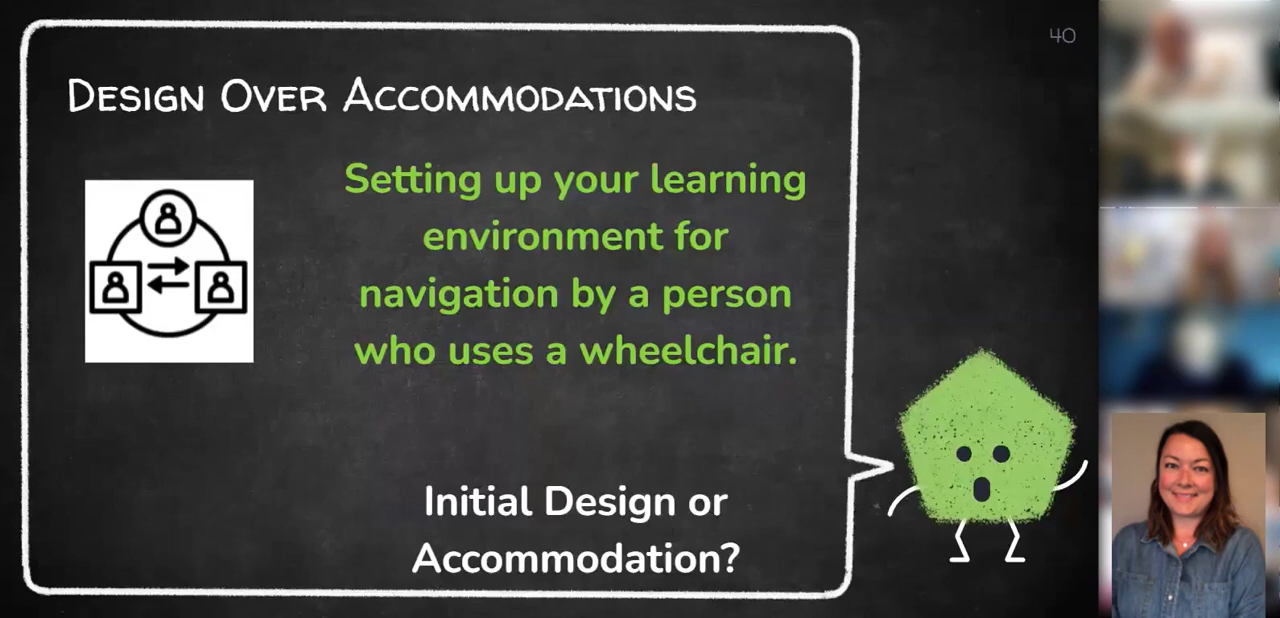 40
Design Over Accommodations
Setting up your learning
environment for
navigation by a person
who uses a wheelchair.
Initial Design or
Accommodation?